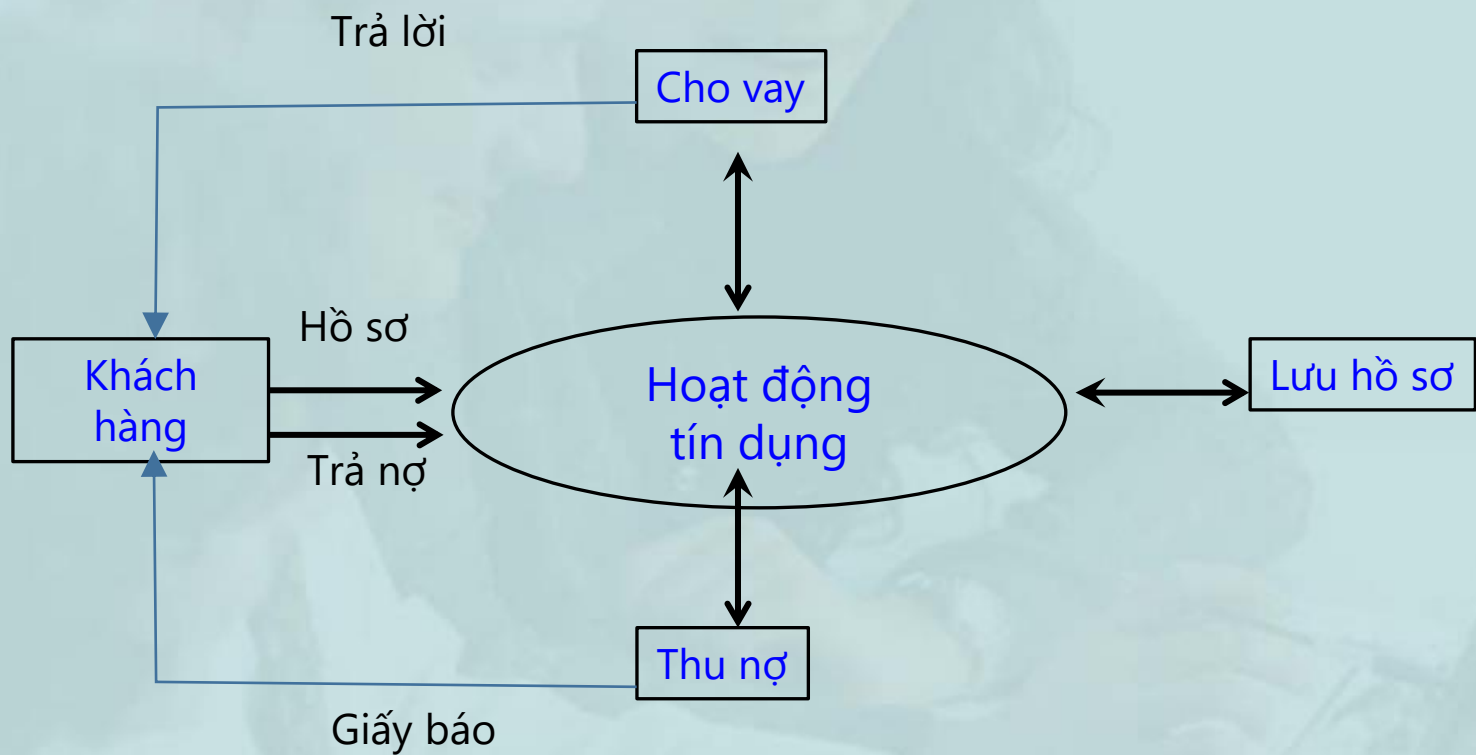 Trả lời
Cho vay
Hồ sơ
Khách
hàng
Hoạt động
tín dụng
Lưu hồ sơ
Trả nợ
Thu nợ
Giấy báo